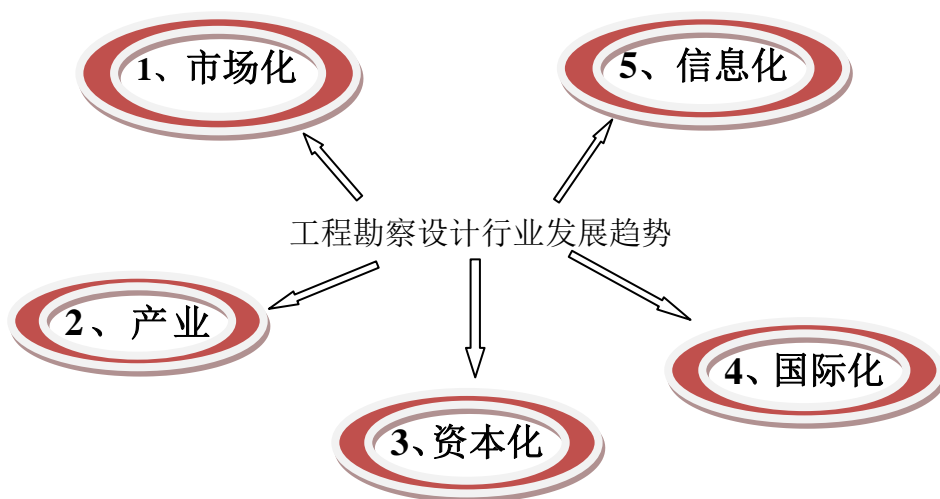 1、市场化
5、信息化
工程勘察设计行业发展趋势
2、产业
4、国际化
3、资本化